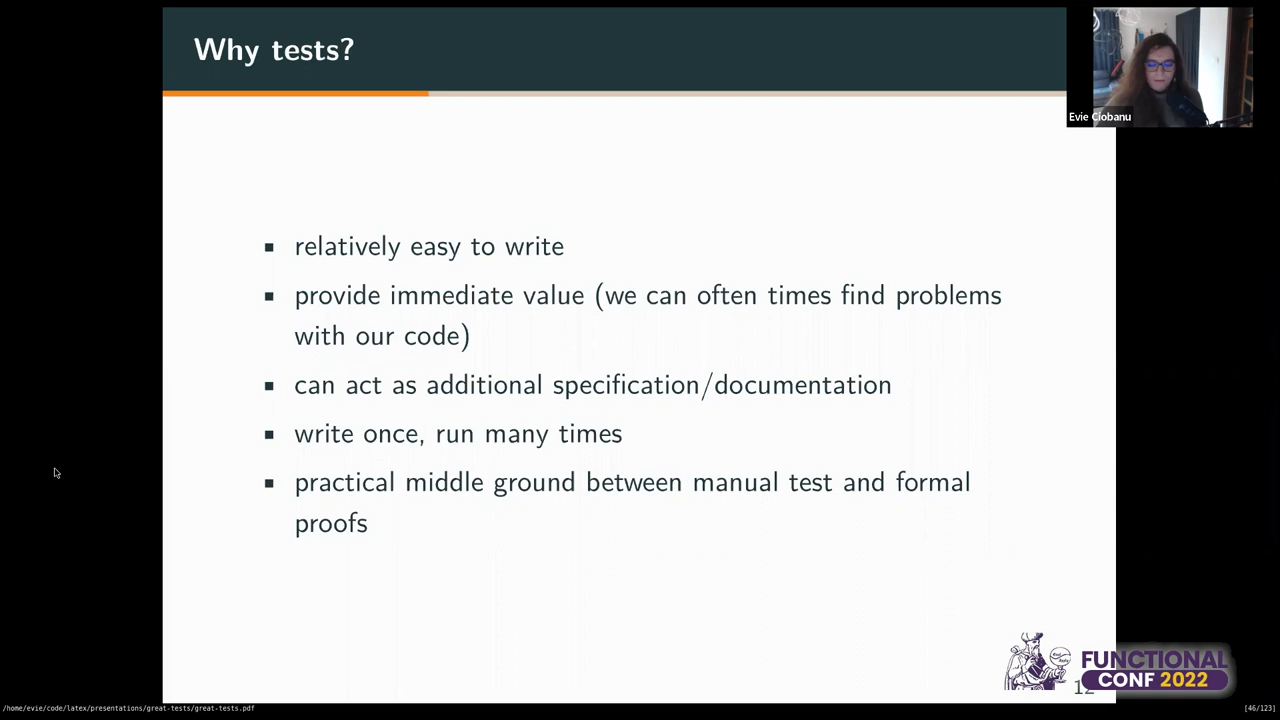 Why tests?
Evie Ciobanu
▪ relatively easy to write
▪ provide immediate value (we can often times find problems
with our code)
▪ can act as additional specification/documentation
▪ write once, run many times
▪ practical middle ground between manual test and formal
proofs
FUNCTIONAL
CONF 2022
12
/home/evie/code/latex/presentations/great-tests/great-tests.pdf
[46/123]